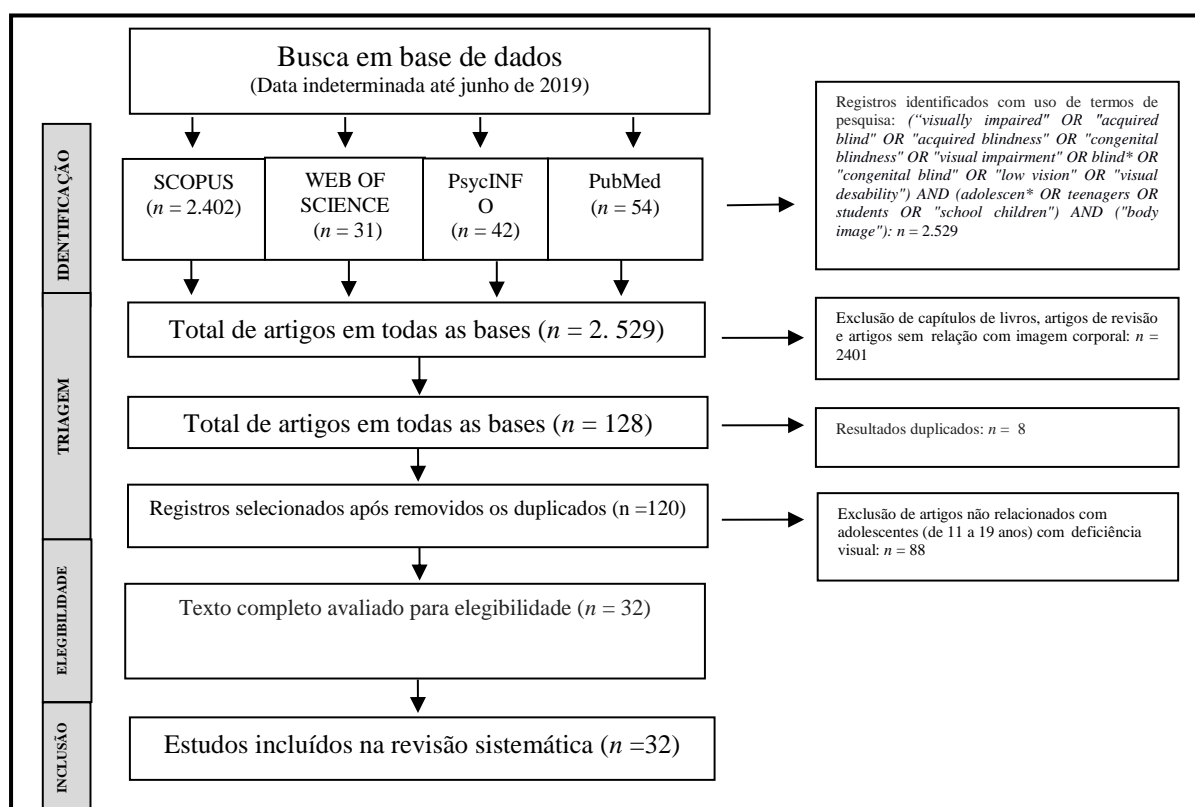 Busca em base de dados
(Data indeterminada até junho de 2019)
IDENTIFICAÇÃO
SCOPUS
(n = 2.402)
WEB OF
SCIENCE
(n = 31)
PsycINF
O
(n = 42)
PubMed
(n = 54)
Registros identificados com uso de termos de
pesquisa: (“visually impaired" OR "acquired
blind" OR "acquired blindness" OR "congenital
blindness" OR "visual impairment" OR blind* OR
"congenital blind" OR "low vision" OR "visual
desability") AND (adolescen* OR teenagers OR
students OR "school children") AND ("body
image"): n = 2.529
TRIAGEM
Total de artigos em todas as bases (n = 2. 529)
Exclusão de capítulos de livros, artigos de revisão
e artigos sem relação com imagem corporal: n =
2401
Total de artigos em todas as bases (n = 128)
Resultados duplicados: n = 8
Registros selecionados após removidos os duplicados (n =120)
Exclusão de artigos não relacionados com
adolescentes (de 11 a 19 anos) com deficiência
visual: n = 88
ELEGIBILIDADE
Texto completo avaliado para elegibilidade (n = 32)
INCLUSÃO
Estudos incluídos na revisão sistemática (n =32)